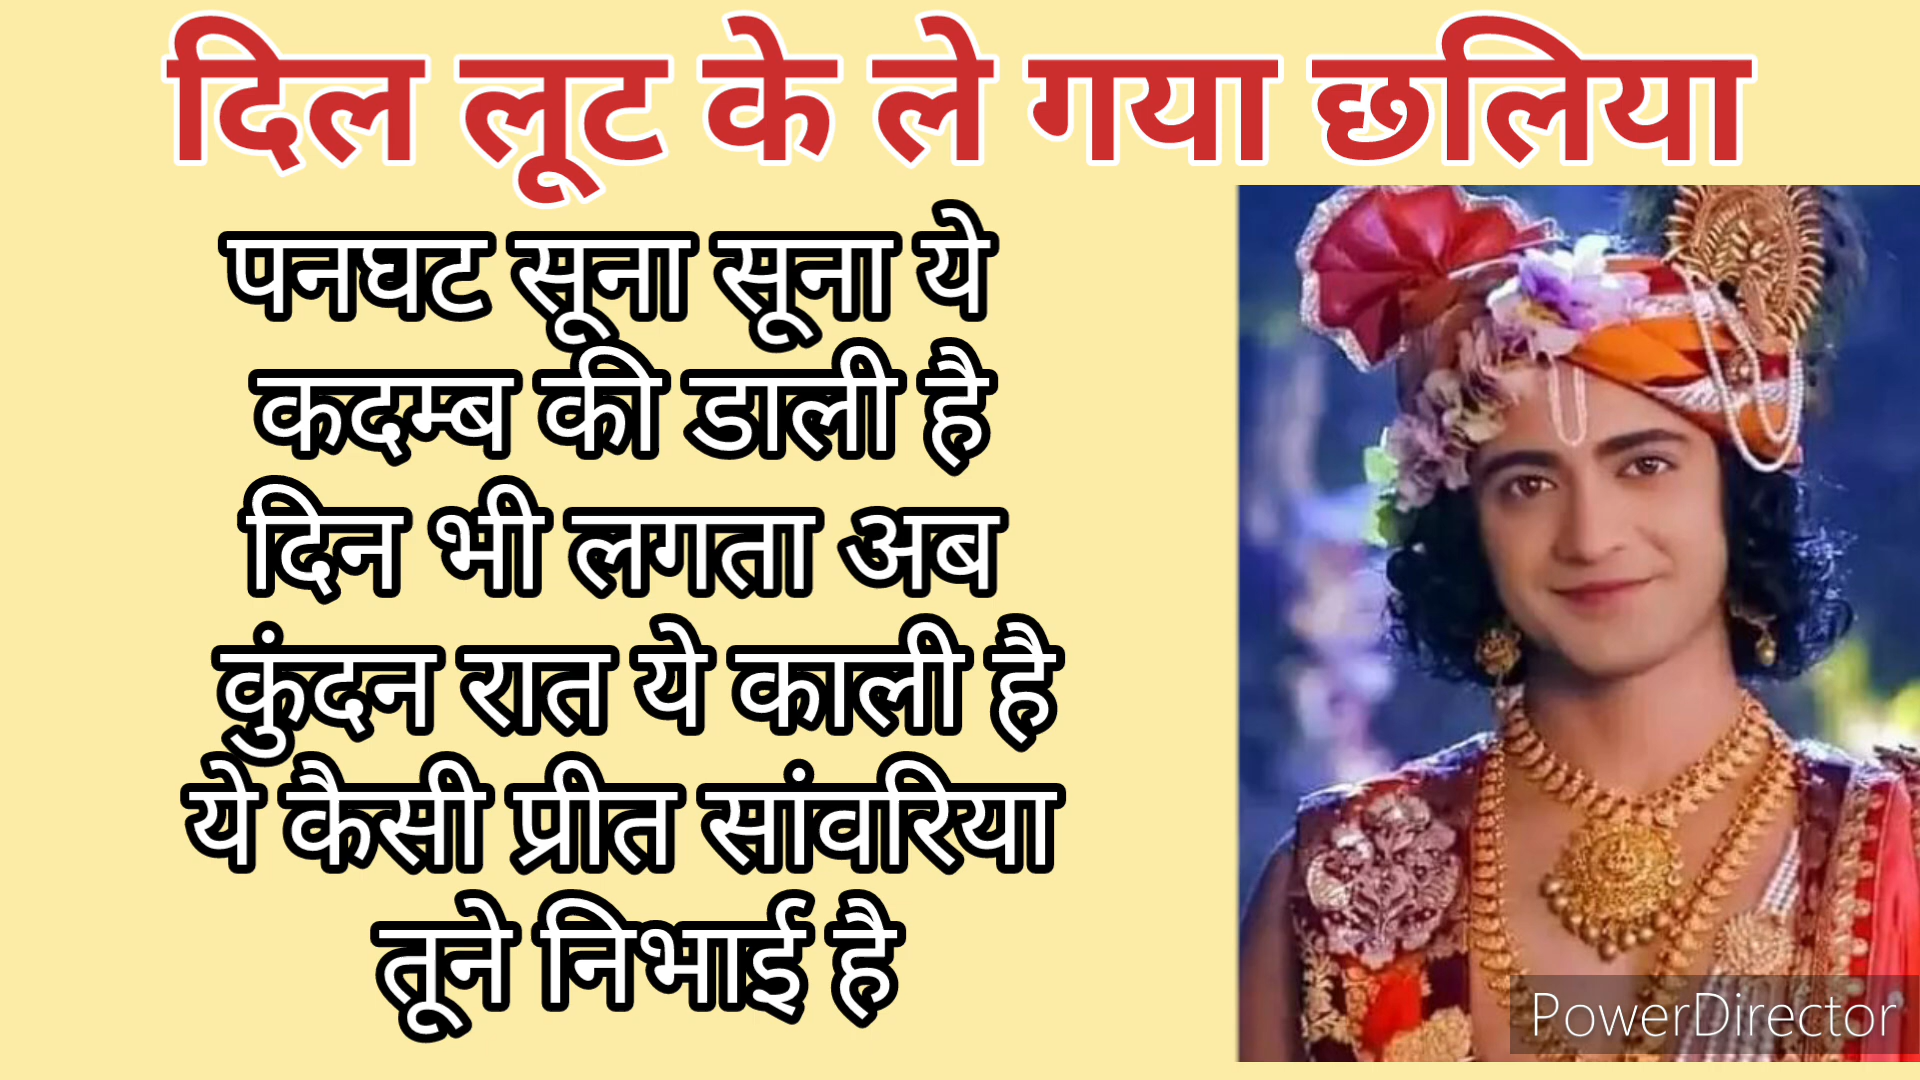 दिल लूट के ले गया छलिया
पनघट सूना सूना ये
कदम्ब की डाली है
दिन भी लगता अब
कुंदन रात ये काली है
ये कैसी प्रीत सांवरिया
तूने निभाई है
PowerDirector